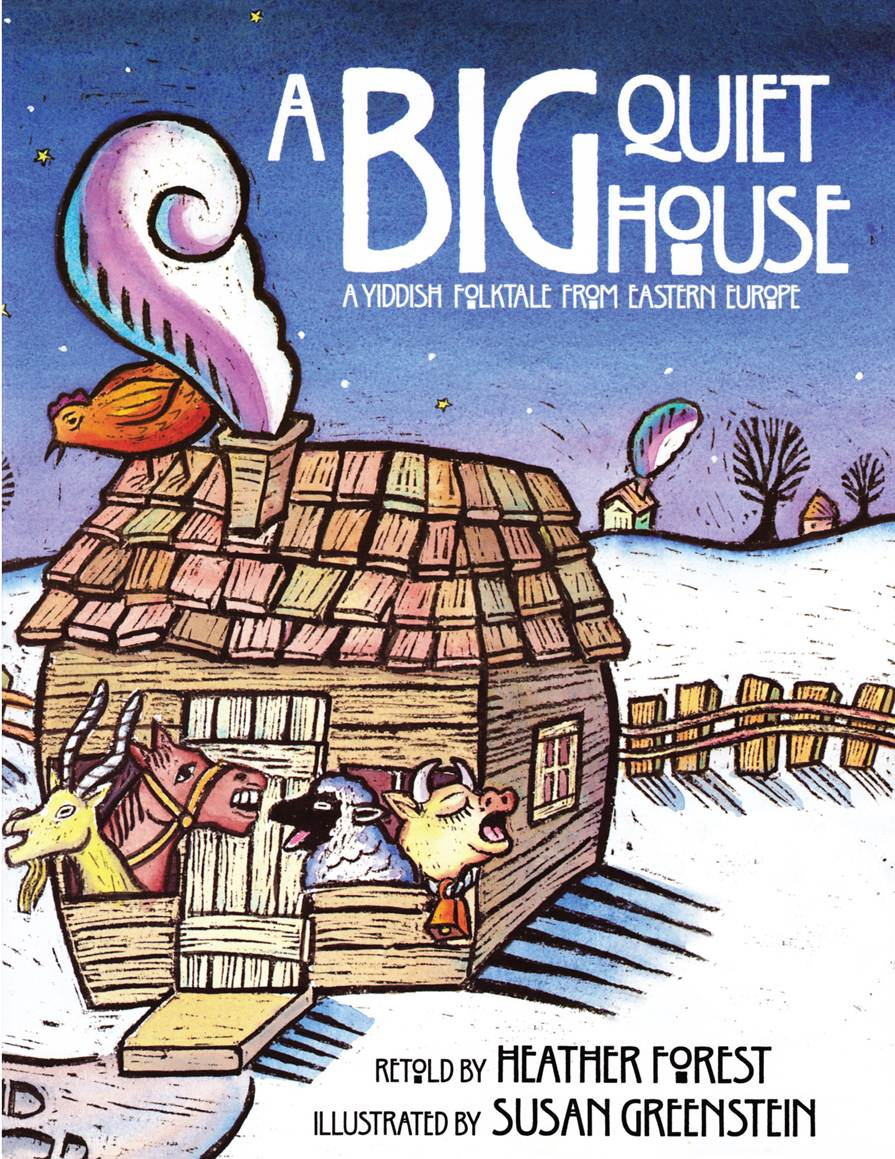 A BIG QUIET
HOUSE
A YIDDISH FOLKTALE FROM EASTERN EUROPE
RETOLD BY HEATHER FOREST
ILLUSTRATED BY SUSAN GREENSTEIN